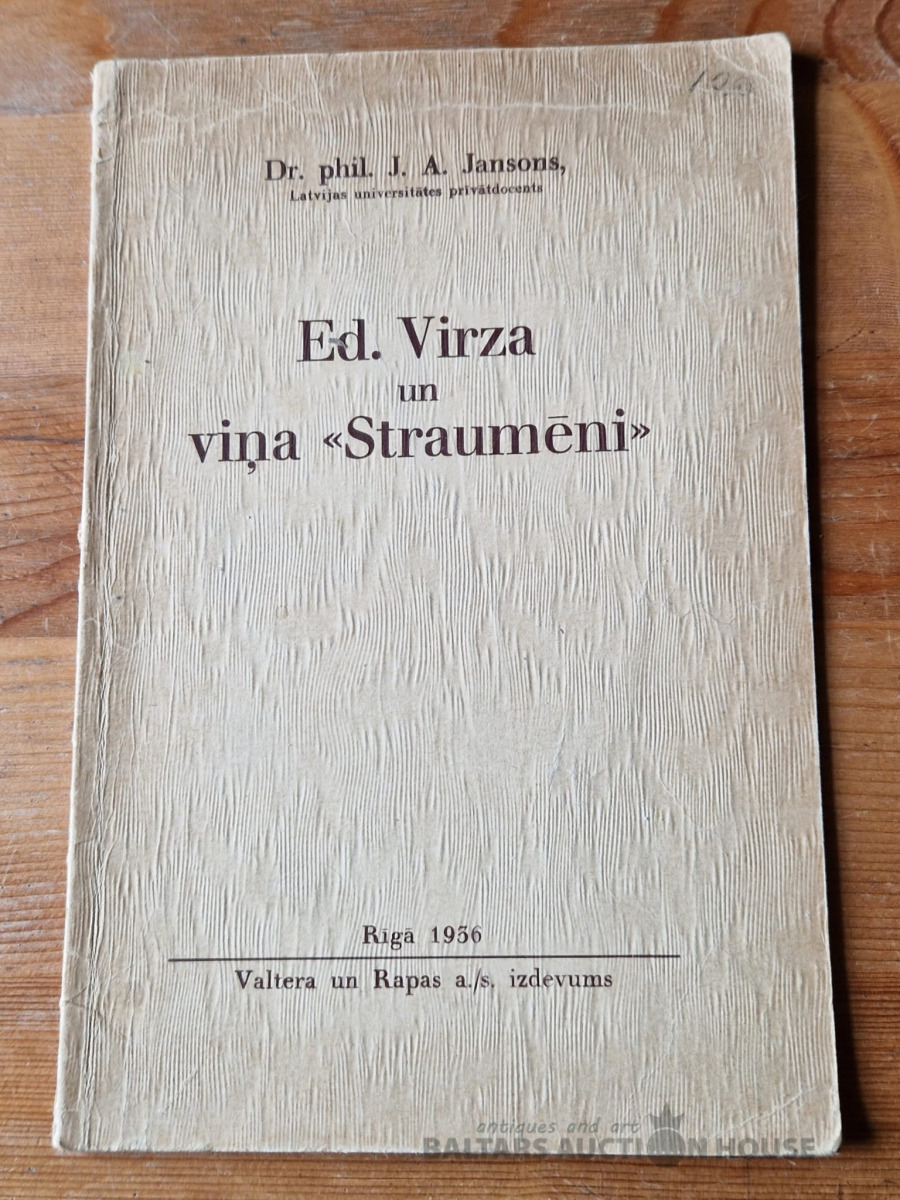 Dr. phil. J. A. Jansons,
Latvijas universitātes privātdocents
Ed. Virza
un
viņa «Straumēni»
Rīgā 1936
Valtera un Rapas a./s. izdevums
antiques and art
BALTARS AUCTION HOUSE